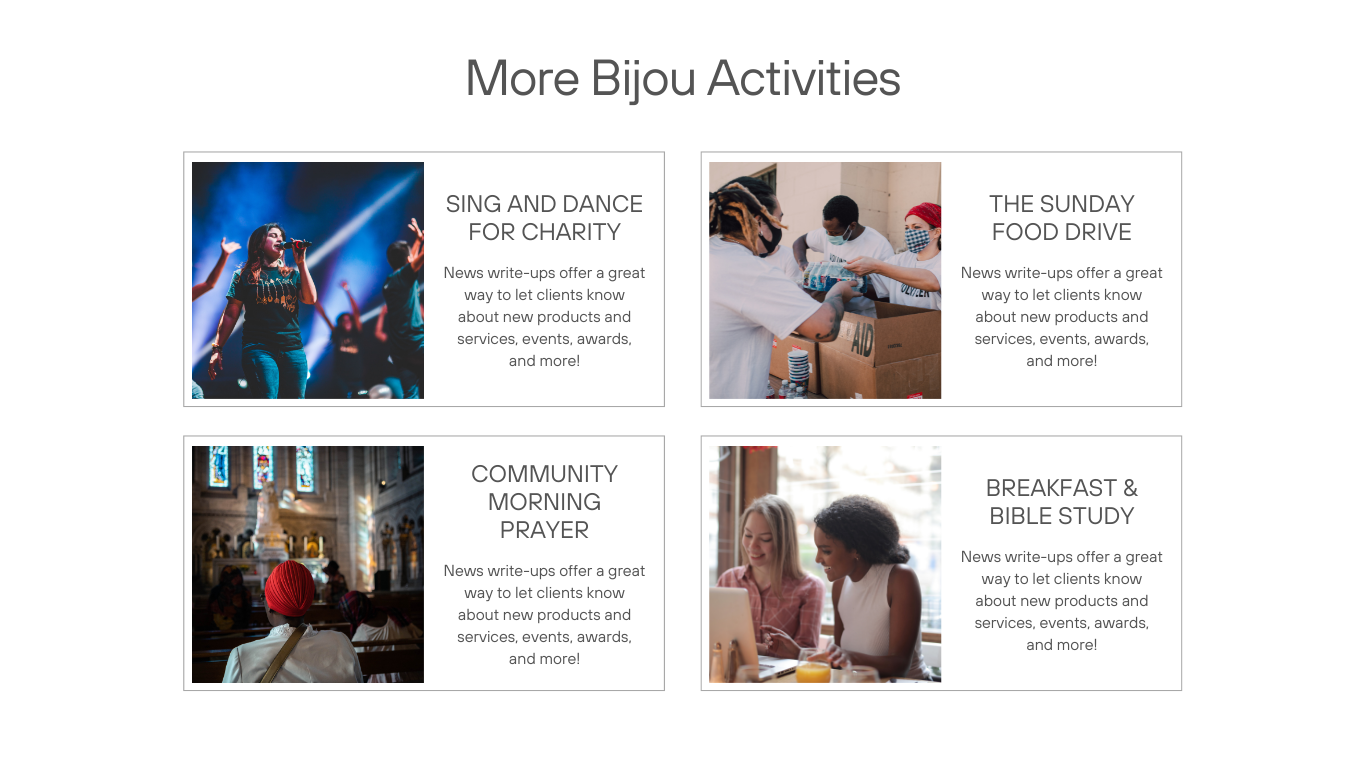 More Bijou Activities
SING AND DANCE
FOR CHARITY
News write-ups offer a great
way to let clients know
about new products and
services, events, awards,
and more!
THE SUNDAY
FOOD DRIVE
News write-ups offer a great
way to let clients know
about new products and
services, events, awards,
and more!
AID
COMMUNITY
MORNING
PRAYER
News write-ups offer a great
way to let clients know
about new products and
services, events, awards,
and more!
BREAKFAST &
BIBLE STUDY
News write-ups offer a great
way to let clients know
about new products and
services, events, awards,
and more!